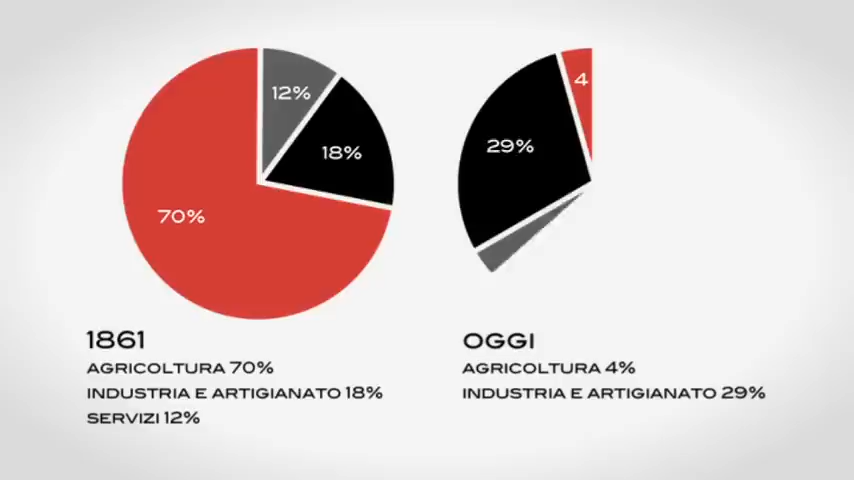 12%
18%
70%
4
29%
1861
AGRICOLTURA 70%
INDUSTRIA E ARTIGIANATO 18%
SERVIZI 12%
OGGI
AGRICOLTURA 4%
INDUSTRIA E ARTIGIANATO 29%